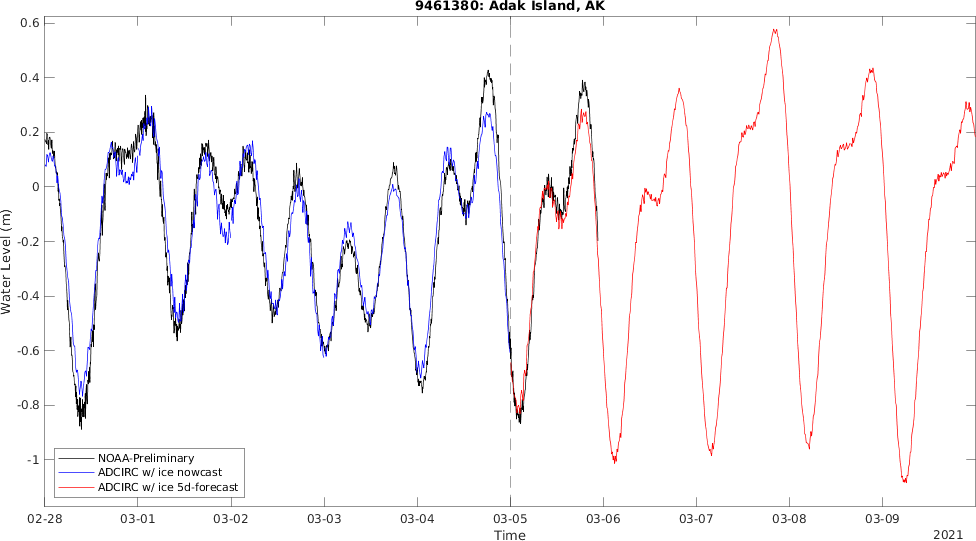 9461380: Adak Island, AK
0.6
0.4
0.2
0
-0.2
-0.4
-0.6
-0.8
-1
Water Level (m)
NOAA-Preliminary
ADCIRC w/ ice nowcast
ADCIRC w/ ice 5d-forecast
02-28 03-01 03-02 03-03 03-04 03-05 03-06 03-07 03-08 03-09
Time
2021